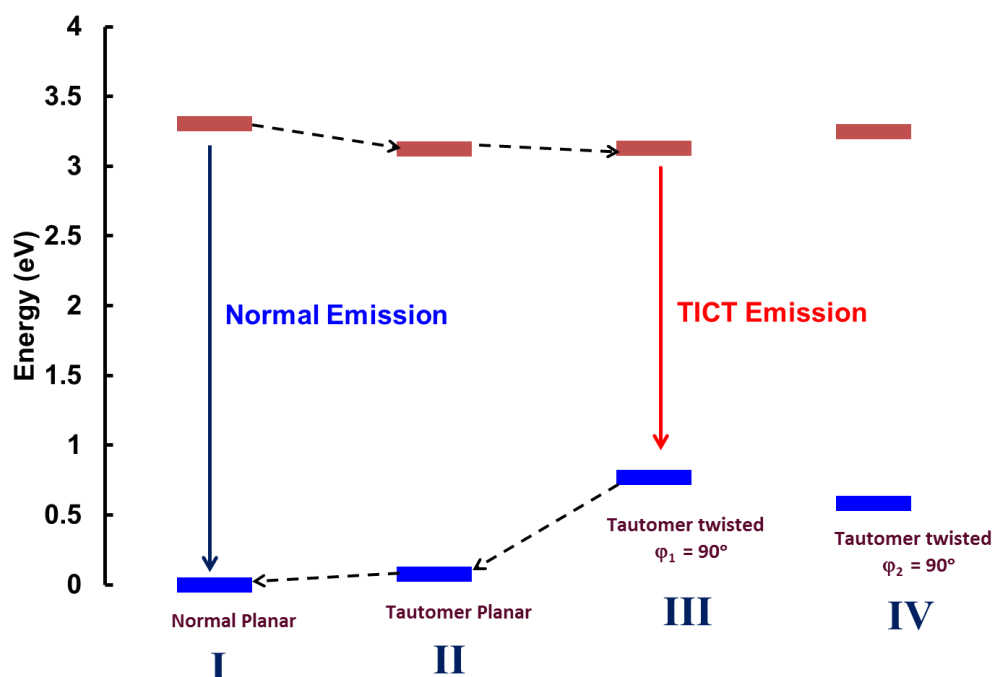 4
3.5
3
2.5
2
1.5
1
0.5
0
Energy (eV)
Normal Emission
TICT Emission
Normal Planar
Tautomer Planar
Tautomer twisted
φ₁ = 90°
Tautomer twisted
φ₂ = 90°
I
II
III
IV